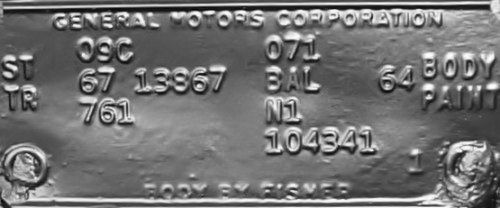 GENERAL MOTORS CORPORATION
09C 071
ST 67 13867 BAL 64 BODY
TR 761 N1 PAINT
104341
1
BODY BY FISHER